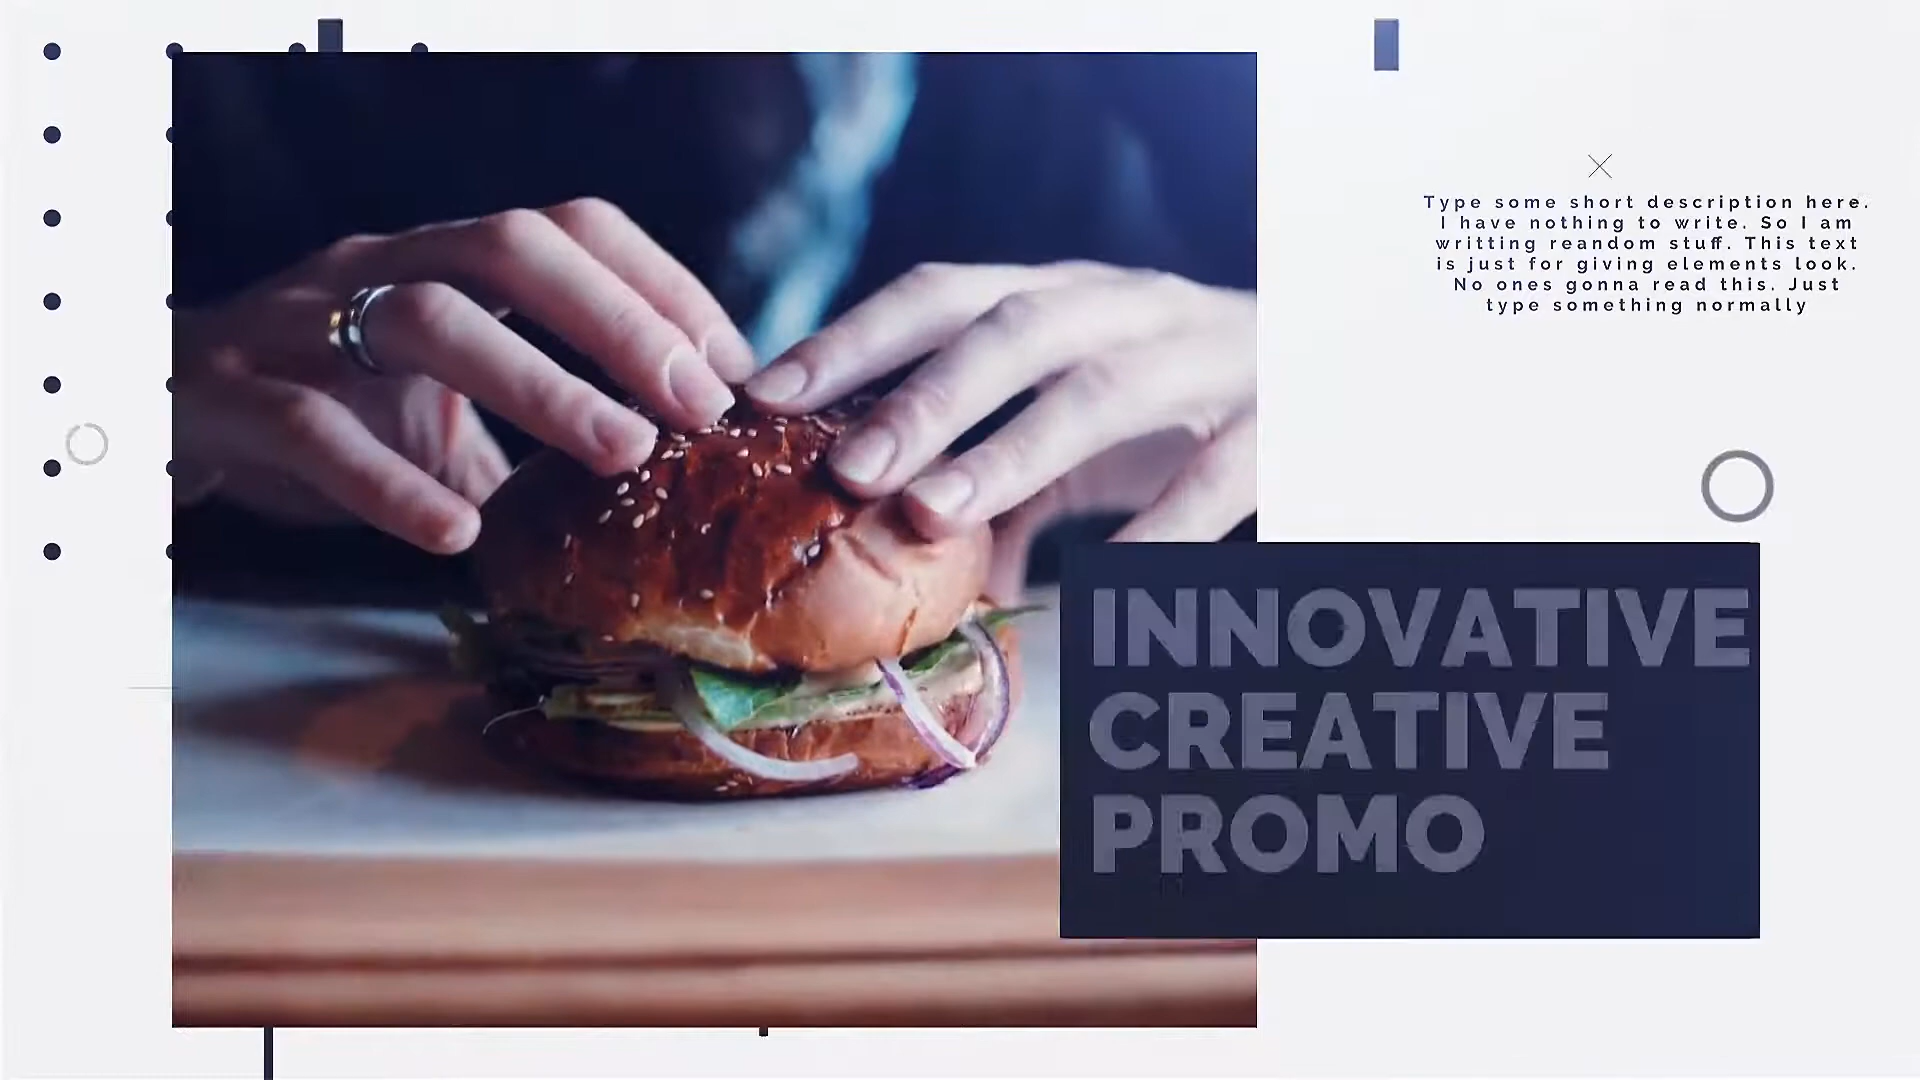 Type some short description here.
I have nothing to write. So I am
writting reandom stuff. This text
is just for giving elements look.
No ones gonna read this. Just
type something normally
INNOVATIVE
CREATIVE
PROMO